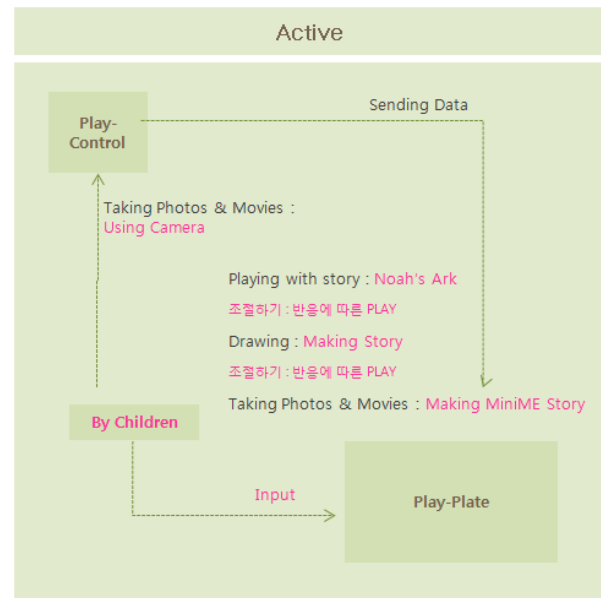 Active
Sending Data
Play-
Control
Taking Photos & Movies :
Using Camera
Playing with story : Noah's Ark
조절하기 : 반응에 따른 PLAY
Drawing : Making Story
조절하기 : 반응에 따른 PLAY
Taking Photos & Movies : Making MiniME Story
By Children
Input
Play-Plate